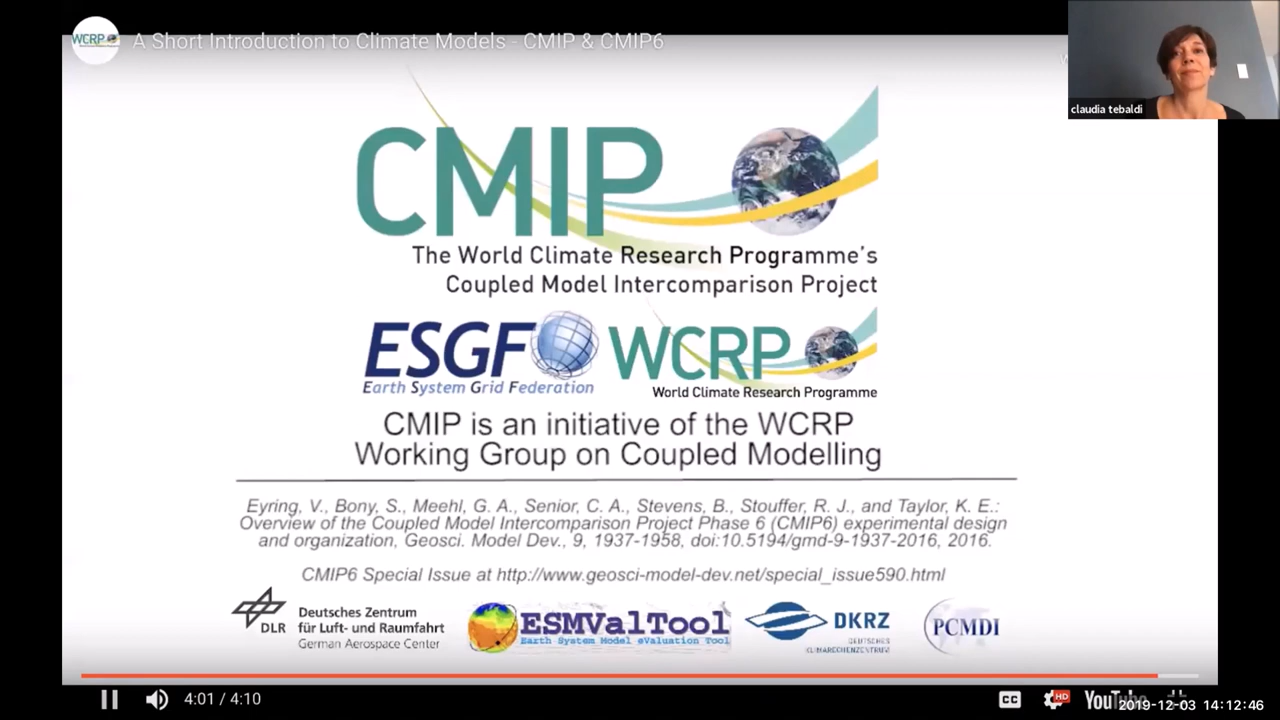 WCRP
A Short Introduction to Climate Models - CMIP & CMIP6
claudia tebaldi
CMIP
The World Climate Research Programme's
Coupled Model Intercomparison Project
ESGF
Earth System Grid Federation
WCRP
World Climate Research Programme
CMIP is an initiative of the WCRP
Working Group on Coupled Modelling
Eyring, V., Bony, S., Meehl, G. A., Senior, C. A., Stevens, B., Stouffer, R. J., and Taylor, K. E.:
Overview of the Coupled Model Intercomparison Project Phase 6 (CMIP6) experimental design
and organization, Geosci. Model Dev., 9, 1937-1958, doi:10.5194/gmd-9-1937-2016, 2016.
CMIP6 Special Issue at http://www.geosci-model-dev.net/special_issue590.html
DLR
Deutsches Zentrum
für Luft- und Raumfahrt
German Aerospace Center
ESMValTool
Earth System Model eValuation Tool
DKRZ
DEUTSCHES
KLIMARECHENZENTRUM
PCMDI
4:01 / 4:10
CC
HD
YouTube
2019-12-03 14:12:46